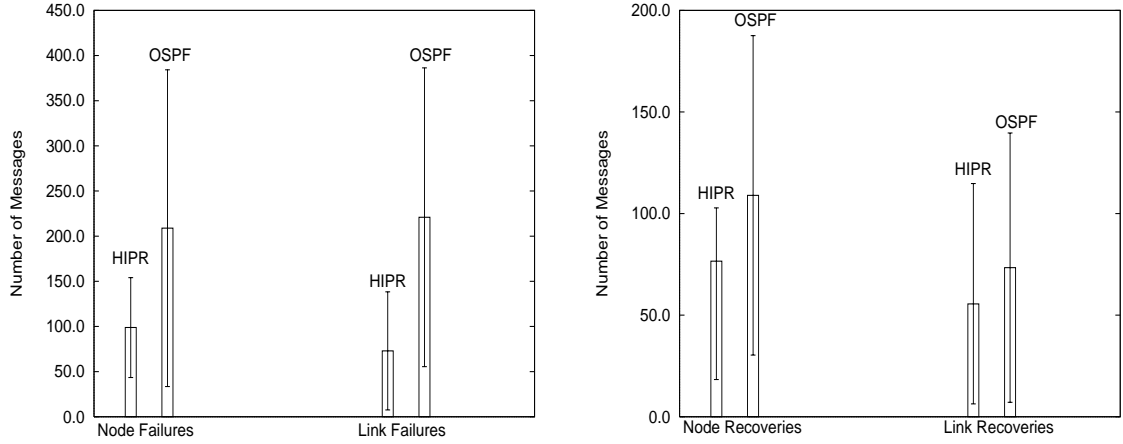 450.0
400.0
350.0
300.0
250.0
200.0
150.0
100.0
50.0
0.0
Number of Messages
HIPR
OSPF
HIPR
OSPF
Node Failures
Link Failures
200.0
150.0
100.0
50.0
0.0
Number of Messages
HIPR
OSPF
HIPR
OSPF
Node Recoveries
Link Recoveries